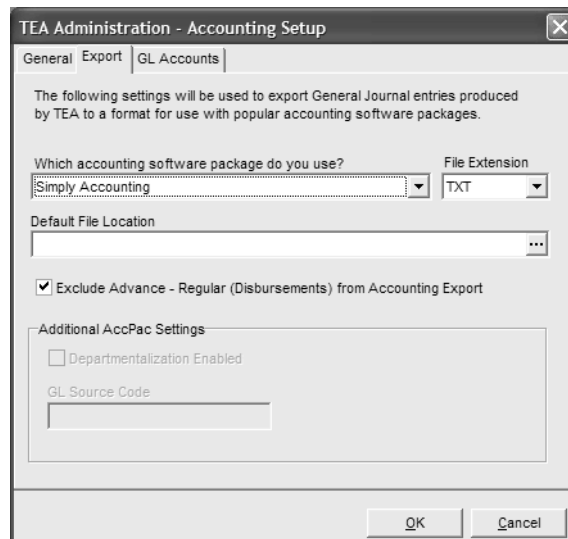 TEA Administration - Accounting Setup
General Export GL Accounts
The following settings will be used to export General Journal entries produced
by TEA to a format for use with popular accounting software packages.
Which accounting software package do you use? File Extension
Simply Accounting TXT
Default File Location
...
Exclude Advance - Regular (Disbursements) from Accounting Export
Additional AccPac Settings
Departmentalization Enabled
GL Source Code
OK Cancel